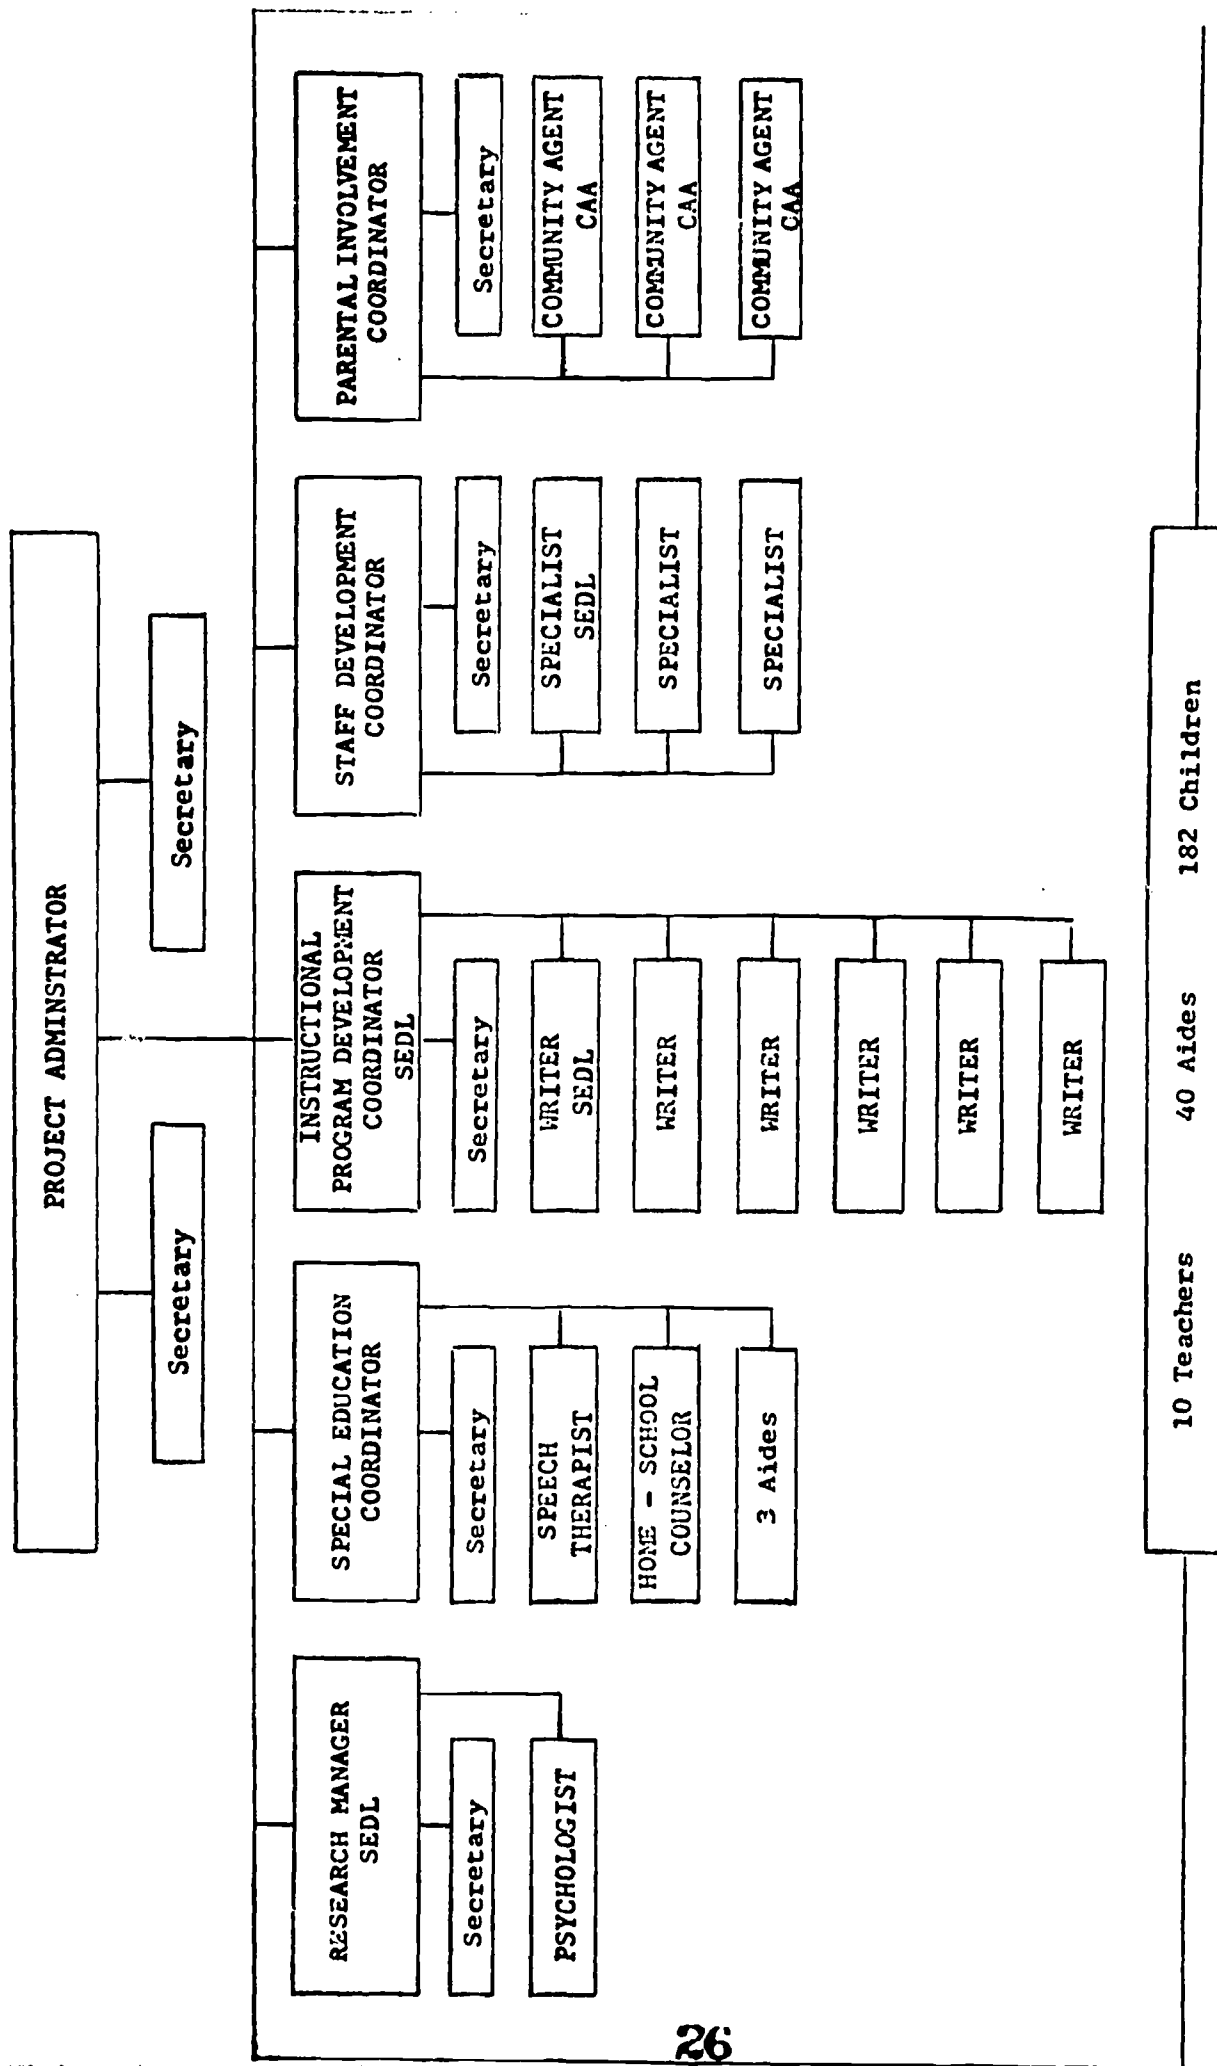 PROJECT ADMINSTRATOR
Secretary
Secretary
RESEARCH MANAGER
SEDL
Secretary
PSYCHOLOGIST
SPECIAL EDUCATION
COORDINATOR
Secretary
SPEECH
THERAPIST
HOME - SCHOOL
COUNSELOR
3 Aides
INSTRUCTIONAL
PROGRAM DEVELOPMENT
COORDINATOR
SEDL
Secretary
WRITER
SEDL
WRITER
WRITER
WRITER
WRITER
WRITER
STAFF DEVELOPMENT
COORDINATOR
Secretary
SPECIALIST
SEDL
SPECIALIST
SPECIALIST
PARENTAL INVOLVEMENT
COORDINATOR
Secretary
COMMUNITY AGENT
CAA
COMMUNITY AGENT
CAA
COMMUNITY AGENT
CAA
10 Teachers 40 Aides 182 Children
26